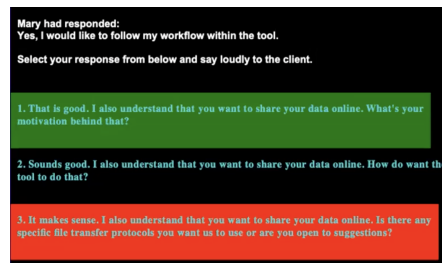 Mary had responded:
Yes, I would like to follow my workflow within the tool.
Select your response from below and say loudly to the client.
1. That is good. I also understand that you want to share your data online. What's your
motivation behind that?
2. Sounds good. I also understand that you want to share your data online. How do want th
tool to do that?
3. It makes sense. I also understand that you want to share your data online. Is there any
specific file transfer protocols you want us to use or are you open to suggestions?